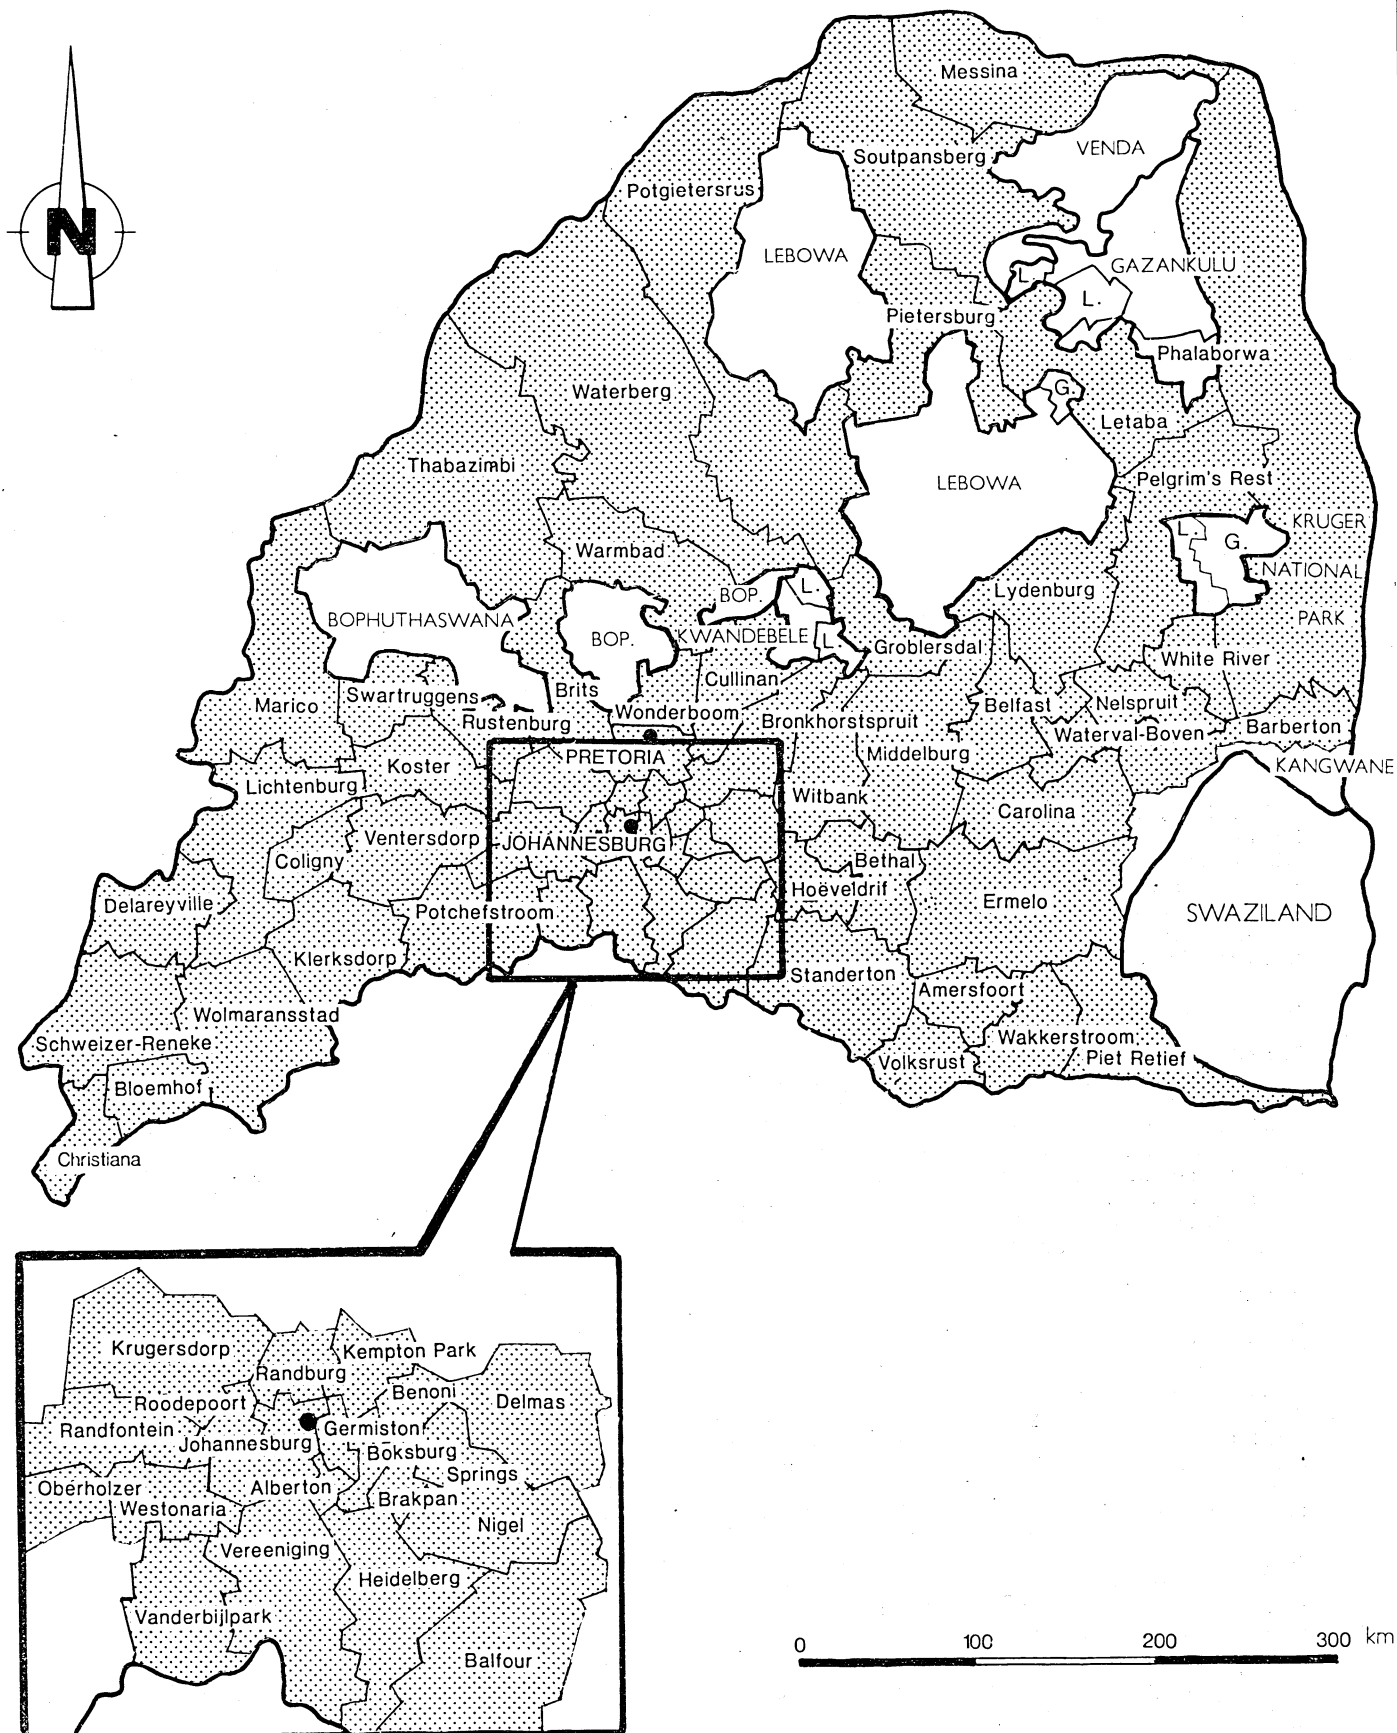 Messina
N
VENDA
Soutpansberg
Potgietersrus
LEBOWA
GAZANKULU
L.
L.
Pietersburg
Phalaborwa
Waterberg
G.
Letaba
Thabazimbi
Pelgrim's Rest
LEBOWA
KRUGER
L.
G.
Warmbad
NATIONAL
L.
BOP.
Lydenburg
BOPHUTHASWANA
PARK
BOP.
KWANDEBELE
L.
Groblersdal
White River
Cullinan
Swartruggens
Brits
Marico
Belfast
Nelspruit
Wonderboom
Rustenburg
Bronkhorstspruit
Barberton
Waterval-Boven
Middelburg
PRETORIA
Koster
KANGWANE
Lichtenburg
Witbank
Carolina
Ventersdorp
JOHANNESBURG
Coligny
Bethal
Hoëveldrif
Ermelo
Delareyville
Potchefstroom
SWAZILAND
Klerksdorp
Standerton
Amersfoort
Wolmaransstad
Wakkerstroom
Schweizer-Reneke
Piet Retief
Volksrust
Bloemhof
Christiana
Krugersdorp
Kempton Park
Randburg
Benoni
Roodepoort
Delmas
Randfontein
Germiston
Johannesburg
Boksburg
Springs
Oberholzer
Alberton
Westonaria
Brakpan
Nigel
Vereeniging
Heidelberg
Vanderbijlpark
Balfour
0 100 200 300 km